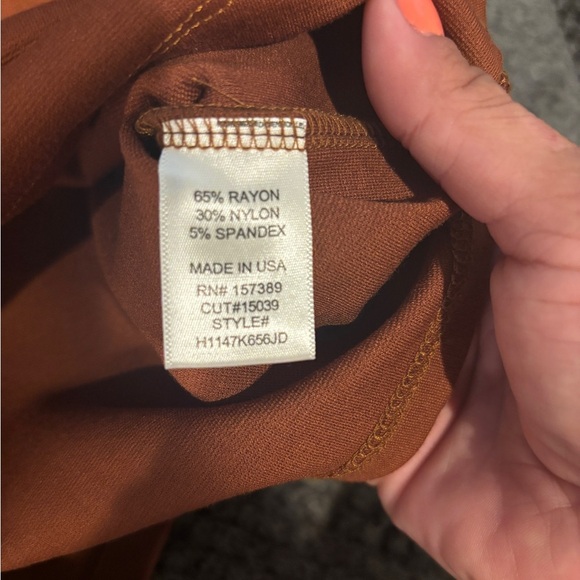 65% RAYON
30% NYLON
5% SPANDEX
MADE IN USA
RN# 157389
CUT#15039
STYLE#
H1147K656JD